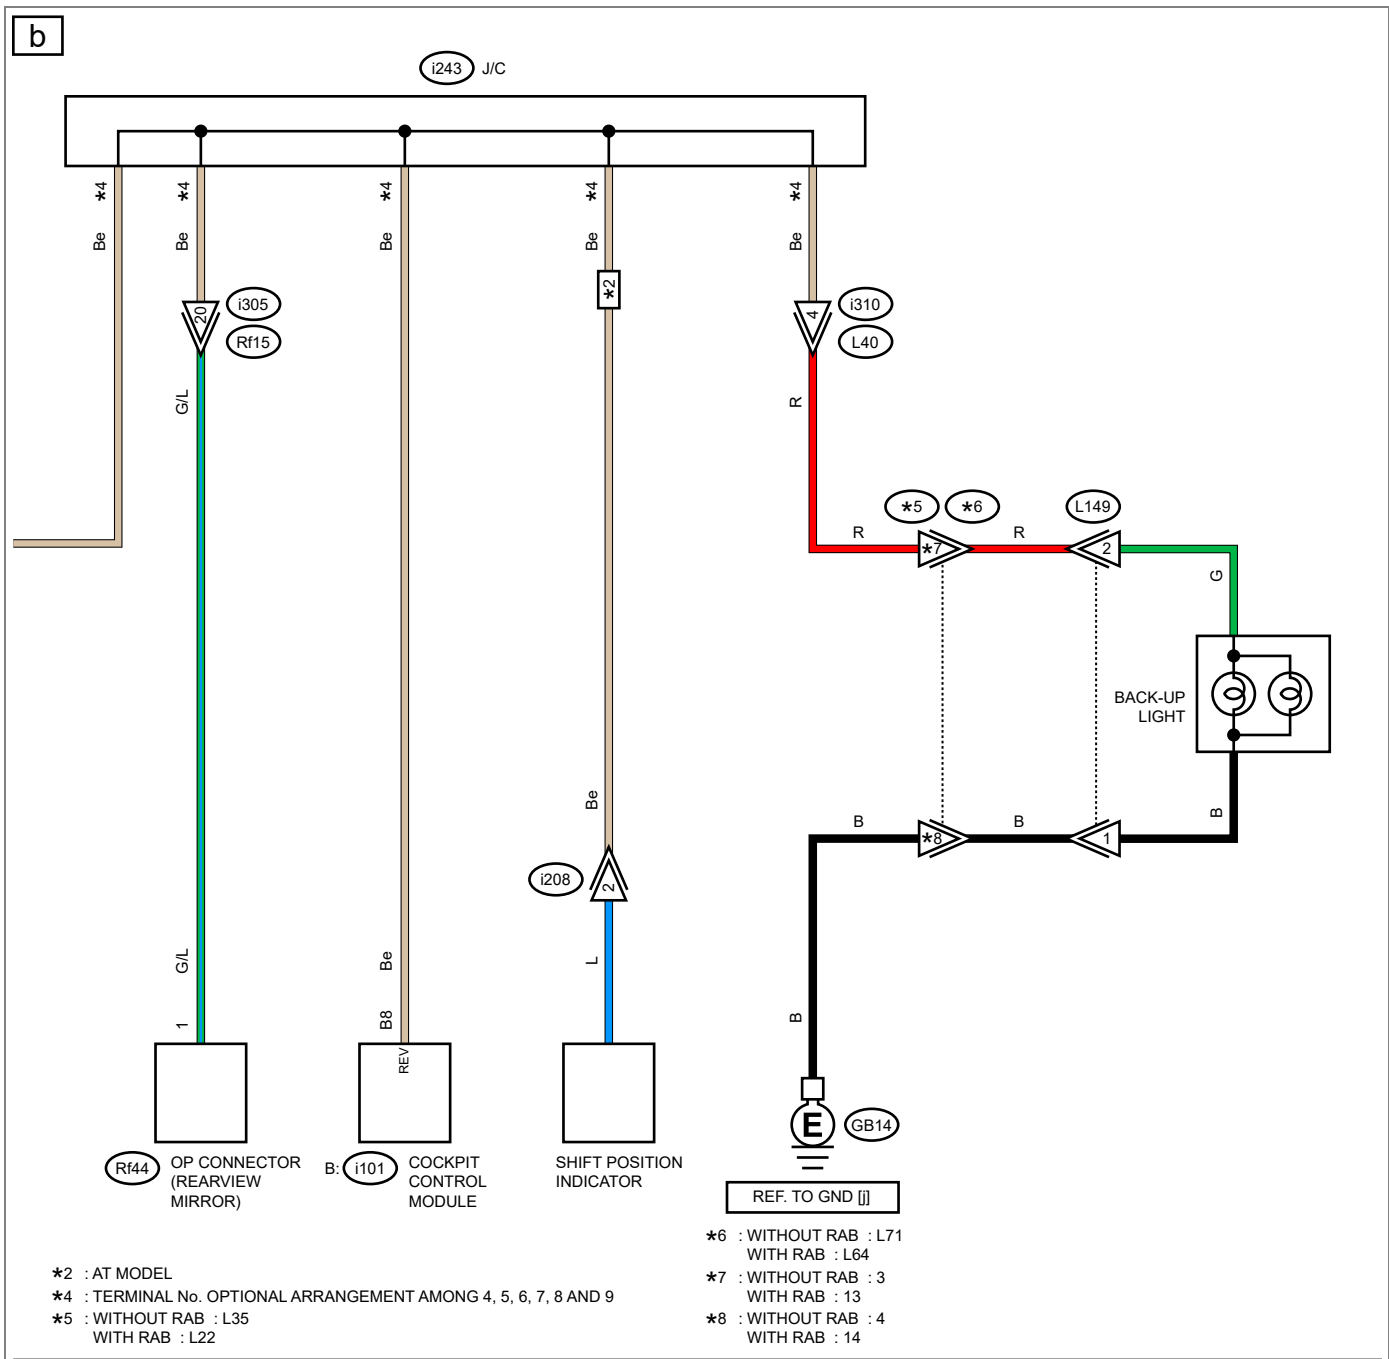 b
i243 J/C
*4 *4 *4 *4 *4
Be Be Be Be Be
*2
20 i305
Rf15
4 i310
L40
G/L
R
*5 *6 L149
R R
*7 2
G
BACK-UP
LIGHT
Be
B B B
*8 1
i208 2
G/L Be L
B
1 B8
REV
E GB14
Rf44 OP CONNECTOR
(REARVIEW
MIRROR)
B: i101 COCKPIT
CONTROL
MODULE
SHIFT POSITION
INDICATOR
REF. TO GND [j]
*2 : AT MODEL
*4 : TERMINAL No. OPTIONAL ARRANGEMENT AMONG 4, 5, 6, 7, 8 AND 9
*5 : WITHOUT RAB : L35
WITH RAB : L22
*6 : WITHOUT RAB : L71
WITH RAB : L64
*7 : WITHOUT RAB : 3
WITH RAB : 13
*8 : WITHOUT RAB : 4
WITH RAB : 14